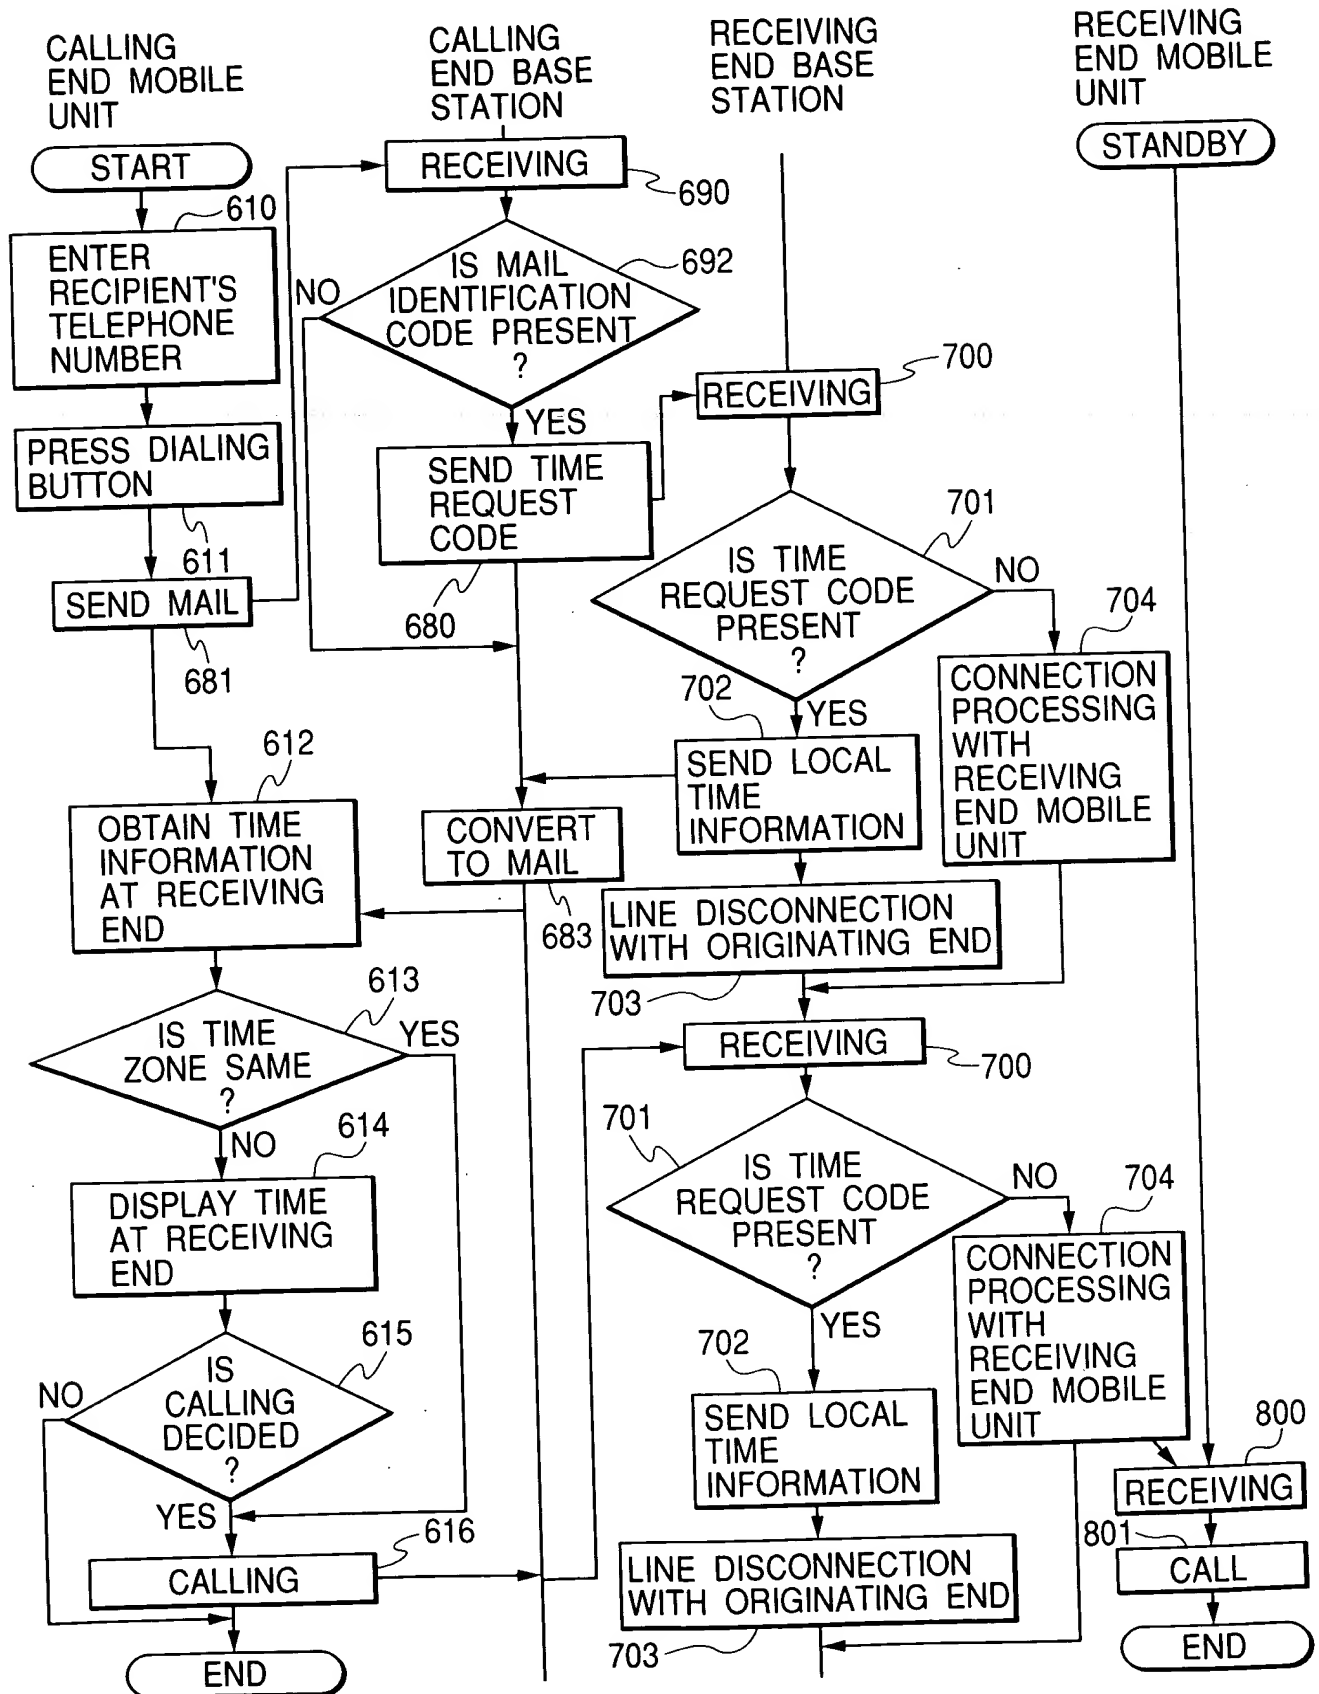 CALLING
END MOBILE
UNIT
START
610
ENTER
RECIPIENT'S
TELEPHONE
NUMBER
PRESS DIALING
BUTTON
611
SEND MAIL
681
612
OBTAIN TIME
INFORMATION
AT RECEIVING
END
613
IS TIME
ZONE SAME
?
YES
NO
614
DISPLAY TIME
AT RECEIVING
END
615
IS
CALLING
DECIDED
?
NO
YES
616
CALLING
END
CALLING
END BASE
STATION
RECEIVING
690
692
IS MAIL
IDENTIFICATION
CODE PRESENT
?
NO
YES
SEND TIME
REQUEST
CODE
680
CONVERT
TO MAIL
683
RECEIVING
END BASE
STATION
700
RECEIVING
701
IS TIME
REQUEST CODE
PRESENT
?
NO
YES
704
CONNECTION
PROCESSING
WITH
RECEIVING
END MOBILE
UNIT
702
SEND LOCAL
TIME
INFORMATION
LINE DISCONNECTION
WITH ORIGINATING END
703
RECEIVING
700
701
IS TIME
REQUEST CODE
PRESENT
?
NO
YES
704
CONNECTION
PROCESSING
WITH
RECEIVING
END MOBILE
UNIT
702
SEND LOCAL
TIME
INFORMATION
LINE DISCONNECTION
WITH ORIGINATING END
703
RECEIVING
END MOBILE
UNIT
STANDBY
800
RECEIVING
801
CALL
END